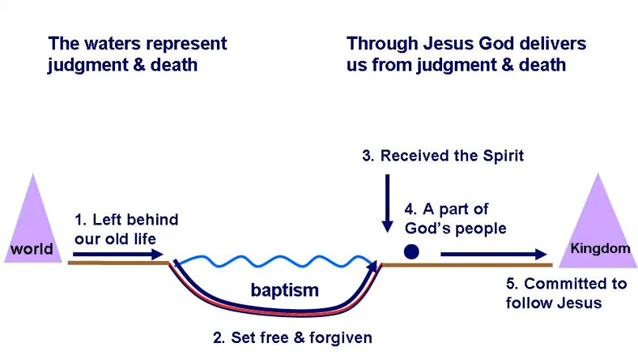 The waters represent
judgment & death
Through Jesus God delivers
us from judgment & death
3. Received the Spirit
1. Left behind
our old life
4. A part of
God's people
world
Kingdom
baptism
5. Committed to
follow Jesus
2. Set free & forgiven